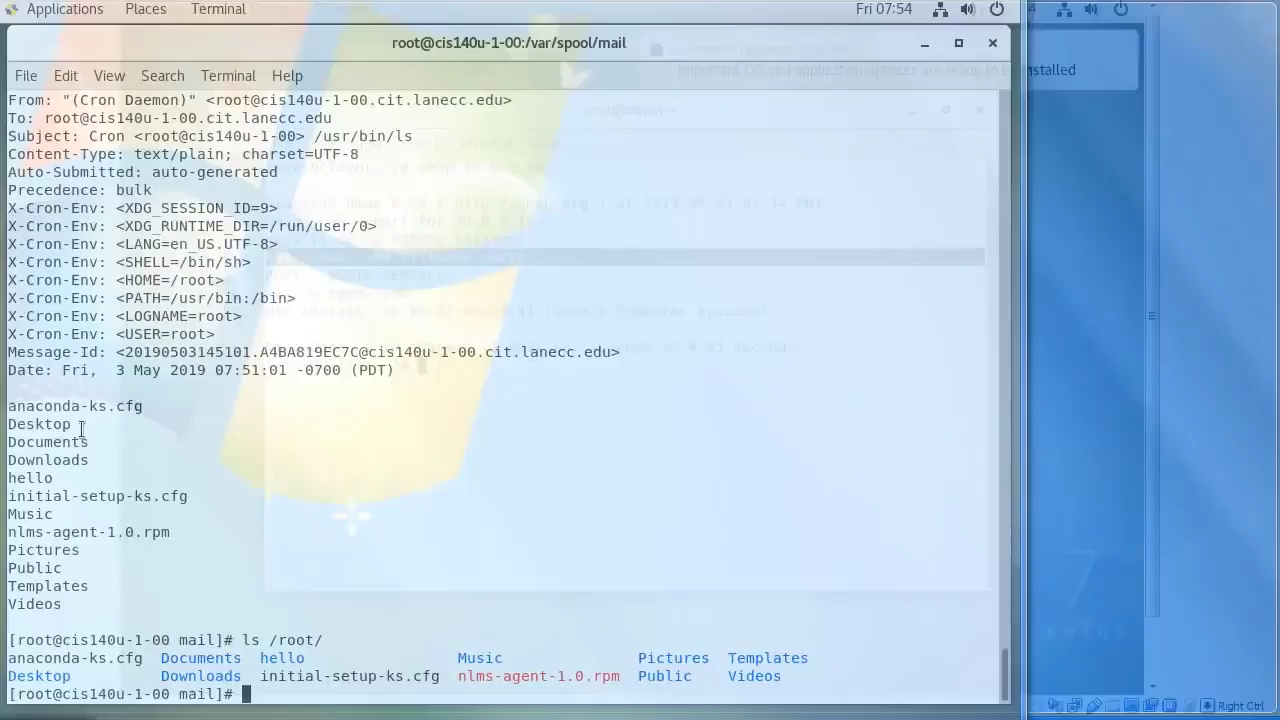 Applications Places Terminal Fri 07:54
root@cis140u-1-00:/var/spool/mail
File Edit View Search Terminal Help
Important OS and application updates are ready to be installed
From: "(Cron Daemon)" <root@cis140u-1-00.cit.lanecc.edu>
To: root@cis140u-1-00.cit.lanecc.edu
Subject: Cron <root@cis140u-1-00> /usr/bin/ls
Content-Type: text/plain; charset=UTF-8
Auto-Submitted: auto-generated
Precedence: bulk
X-Cron-Env: <XDG_SESSION_ID=9>
X-Cron-Env: <XDG_RUNTIME_DIR=/run/user/0>
X-Cron-Env: <LANG=en_US.UTF-8>
X-Cron-Env: <SHELL=/bin/sh>
X-Cron-Env: <HOME=/root>
X-Cron-Env: <PATH=/usr/bin:/bin>
X-Cron-Env: <LOGNAME=root>
X-Cron-Env: <USER=root>
Message-Id: <20190503145101.A4BA819EC7C@cis140u-1-00.cit.lanecc.edu>
Date: Fri,  3 May 2019 07:51:01 -0700 (PDT)
anaconda-ks.cfg
Desktop
Documents
Downloads
hello
initial-setup-ks.cfg
Music
nlms-agent-1.0.rpm
Pictures
Public
Templates
Videos
[root@cis140u-1-00 mail]# ls /root/
anaconda-ks.cfg Documents hello Music Pictures Templates
Desktop Downloads initial-setup-ks.cfg nlms-agent-1.0.rpm Public Videos
[root@cis140u-1-00 mail]#
7
Right Ctrl